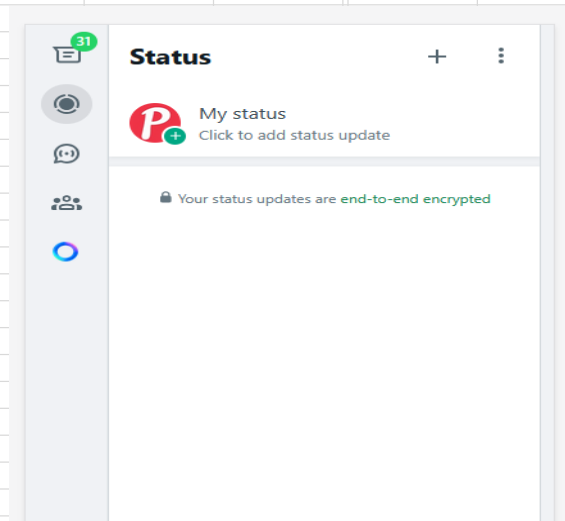 31
Status
P
My status
Click to add status update
Your status updates are end-to-end encrypted